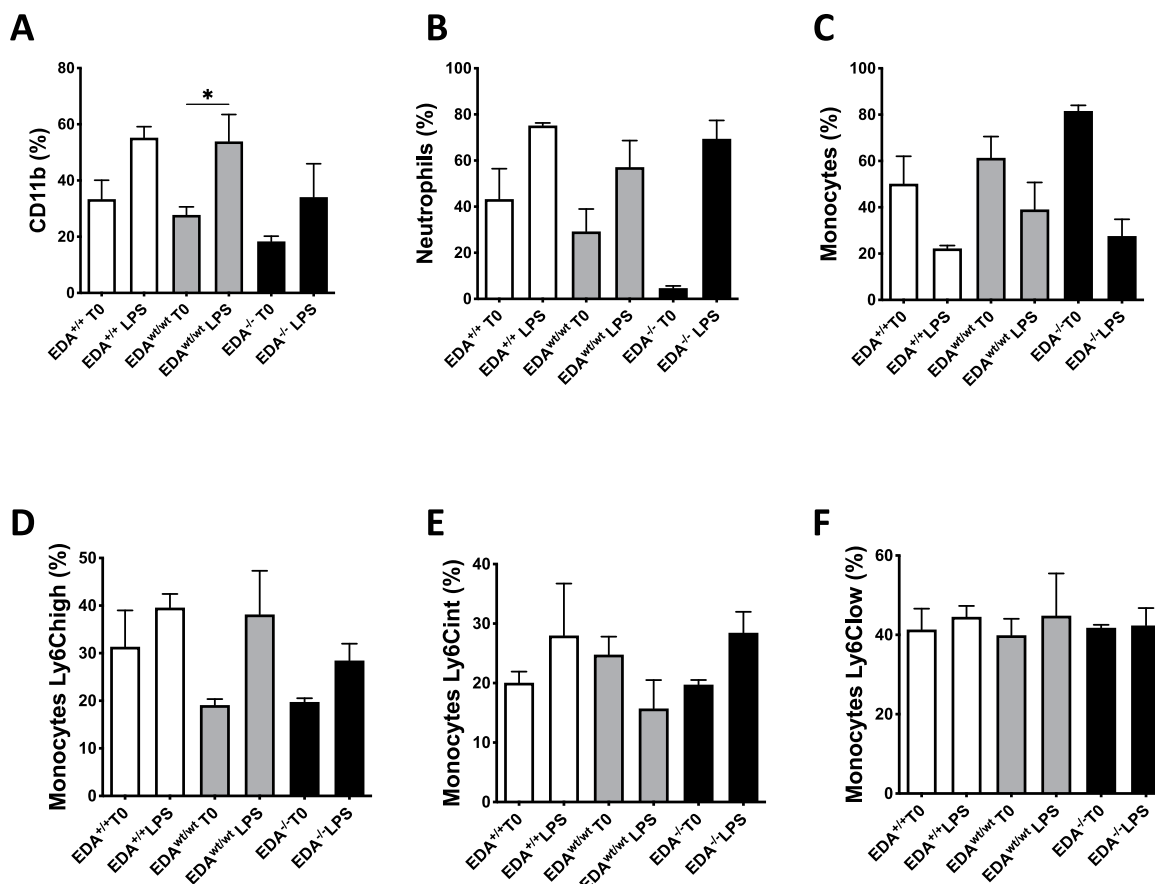 A
CD11b (%)
80
60
40
20
0
*
EDA+/+ T0
EDA+/+ LPS
EDAwt/wt T0
EDAwt/wt LPS
EDA-/- T0
EDA-/- LPS
B
Neutrophils (%)
100
80
60
40
20
0
EDA+/+ T0
EDA+/+ LPS
EDAwt/wt T0
EDAwt/wt LPS
EDA-/- T0
EDA-/- LPS
C
Monocytes (%)
100
80
60
40
20
0
EDA+/+ T0
EDA+/+ LPS
EDAwt/wt T0
EDAwt/wt LPS
EDA-/- T0
EDA-/- LPS
D
Monocytes Ly6Chigh (%)
50
40
30
20
10
0
EDA+/+ T0
EDA+/+ LPS
EDAwt/wt T0
EDAwt/wt LPS
EDA-/- T0
EDA-/- LPS
E
Monocytes Ly6Cint (%)
40
30
20
10
0
EDA+/+ T0
EDA+/+ LPS
EDAwt/wt T0
EDAwt/wt LPS
EDA-/- T0
EDA-/- LPS
F
Monocytes Ly6Clow (%)
60
40
20
0
EDA+/+ T0
EDA+/+ LPS
EDAwt/wt T0
EDAwt/wt LPS
EDA-/- T0
EDA-/- LPS